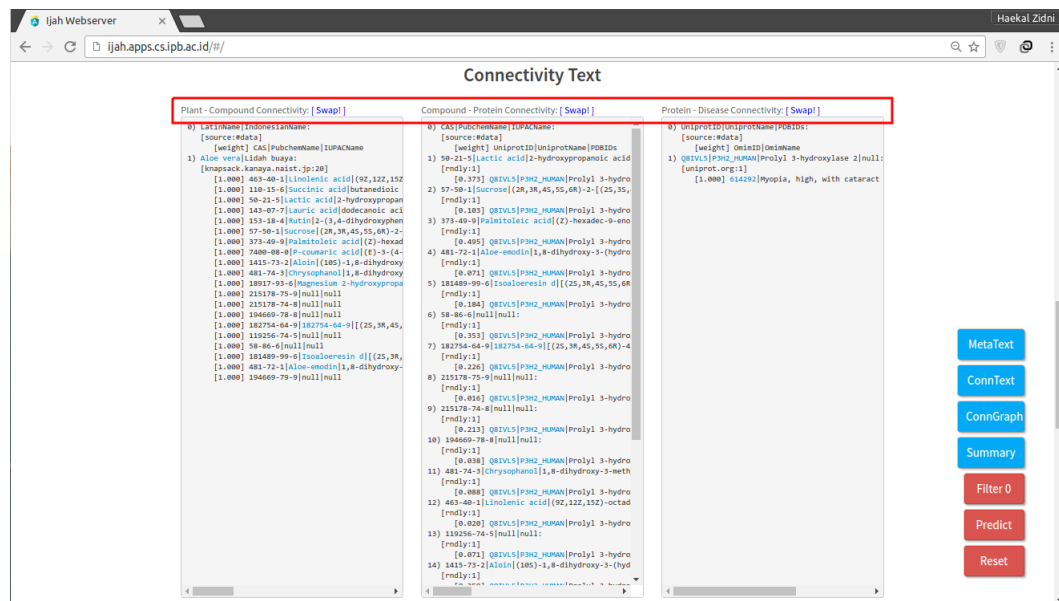 Ijah Webserver
Haekal Zidni
ijah.apps.cs.ipb.ac.id/#/
Connectivity Text
Plant - Compound Connectivity: [ Swap! ]
0) LatinName|IndonesianName:
[source:#data]
[weight] CAS|PubchemName|IUPACName
1) Aloe vera|Lidah buaya:
[knapsack.kanaya.naist.jp:20]
[1.000] 463-40-1|Linolenic acid|(9Z,12Z,15Z
[1.000] 110-15-6|Succinic acid|butanedioic
[1.000] 50-21-5|Lactic acid|2-hydroxypropan
[1.000] 143-07-7|Lauric acid|dodecanoic aci
[1.000] 153-18-4|Rutin|2-(3,4-dihydroxyphen
[1.000] 57-50-1|Sucrose|(2R,3R,4S,5S,6R)-2-
[1.000] 373-49-9|Palmitoleic acid|(Z)-hexad
[1.000] 7400-08-0|P-coumaric acid|(E)-3-(4-
[1.000] 1415-73-2|Aloin|(10S)-1,8-dihydroxy
[1.000] 481-74-3|Chrysophanol|1,8-dihydroxy
[1.000] 18917-93-6|Magnesium 2-hydroxypropa
[1.000] 215178-75-9|null|null
[1.000] 215178-74-8|null|null
[1.000] 194669-78-8|null|null
[1.000] 182754-64-9|182754-64-9|[(2S,3R,4S,
[1.000] 119256-74-5|null|null
[1.000] 58-86-6|null|null
[1.000] 181489-99-6|Isoaloeresin d|[(2S,3R,
[1.000] 481-72-1|Aloe-emodin|1,8-dihydroxy-
[1.000] 194669-79-9|null|null
Compound - Protein Connectivity: [ Swap! ]
0) CAS|PubchemName|IUPACName:
[source:#data]
[weight] UniprotID|UniprotName|PDBIDs
1) 50-21-5|Lactic acid|2-hydroxypropanoic acid
[rndly:1]
[0.373] Q8IVL5|P3H2_HUMAN|Prolyl 3-hydro
2) 57-50-1|Sucrose|(2R,3R,4S,5S,6R)-2-[(2S,3S,
[rndly:1]
[0.103] Q8IVL5|P3H2_HUMAN|Prolyl 3-hydro
3) 373-49-9|Palmitoleic acid|(Z)-hexadec-9-eno
[rndly:1]
[0.495] Q8IVL5|P3H2_HUMAN|Prolyl 3-hydro
4) 481-72-1|Aloe-emodin|1,8-dihydroxy-3-(hydro
[rndly:1]
[0.071] Q8IVL5|P3H2_HUMAN|Prolyl 3-hydro
5) 181489-99-6|Isoaloeresin d|[(2S,3R,4S,5S,6R
[rndly:1]
[0.184] Q8IVL5|P3H2_HUMAN|Prolyl 3-hydro
6) 58-86-6|null|null:
[rndly:1]
[0.353] Q8IVL5|P3H2_HUMAN|Prolyl 3-hydro
7) 182754-64-9|182754-64-9|[(2S,3R,4S,5S,6R)-4
[rndly:1]
[0.226] Q8IVL5|P3H2_HUMAN|Prolyl 3-hydro
8) 215178-75-9|null|null:
[rndly:1]
[0.016] Q8IVL5|P3H2_HUMAN|Prolyl 3-hydro
9) 215178-74-8|null|null:
[rndly:1]
[0.213] Q8IVL5|P3H2_HUMAN|Prolyl 3-hydro
10) 194669-78-8|null|null:
[rndly:1]
[0.038] Q8IVL5|P3H2_HUMAN|Prolyl 3-hydro
11) 481-74-3|Chrysophanol|1,8-dihydroxy-3-meth
[rndly:1]
[0.088] Q8IVL5|P3H2_HUMAN|Prolyl 3-hydro
12) 463-40-1|Linolenic acid|(9Z,12Z,15Z)-octad
[rndly:1]
[0.020] Q8IVL5|P3H2_HUMAN|Prolyl 3-hydro
13) 119256-74-5|null|null:
[rndly:1]
[0.071] Q8IVL5|P3H2_HUMAN|Prolyl 3-hydro
14) 1415-73-2|Aloin|(10S)-1,8-dihydroxy-3-(hyd
[rndly:1]
Protein - Disease Connectivity: [ Swap! ]
0) UniprotID|UniprotName|PDBIDs:
[source:#data]
[weight] OmimID|OmimName
1) Q8IVL5|P3H2_HUMAN|Prolyl 3-hydroxylase 2|null:
[uniprot.org:1]
[1.000] 614292|Myopia, high, with cataract
MetaText
ConnText
ConnGraph
Summary
Filter 0
Predict
Reset